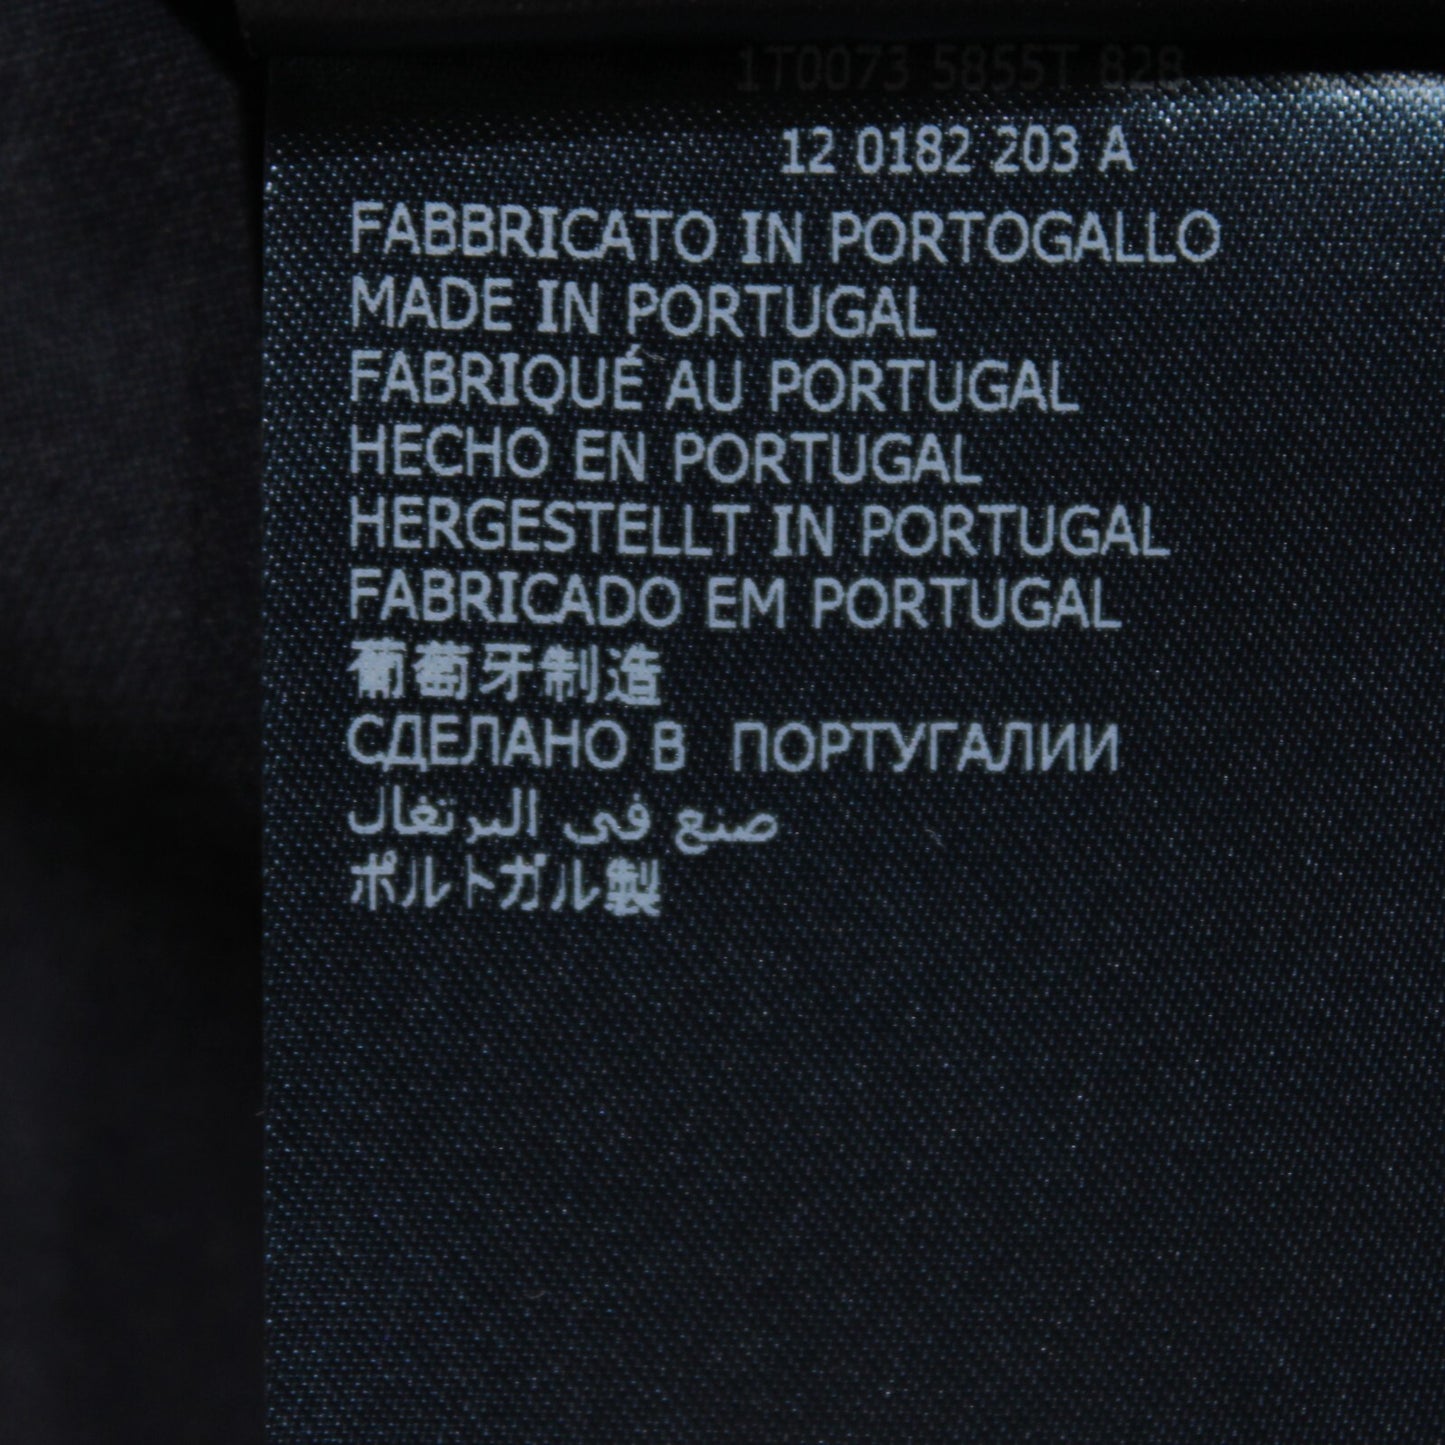 1T0073 5855T 828
12 0182 203 A
FABBRICATO IN PORTOGALLO
MADE IN PORTUGAL
FABRIQUÉ AU PORTUGAL
HECHO EN PORTUGAL
HERGESTELLT IN PORTUGAL
FABRICADO EM PORTUGAL
葡萄牙制造
СДЕЛАНО В ПОРТУГАЛИИ
صنع في البرتغال
ポルトガル製